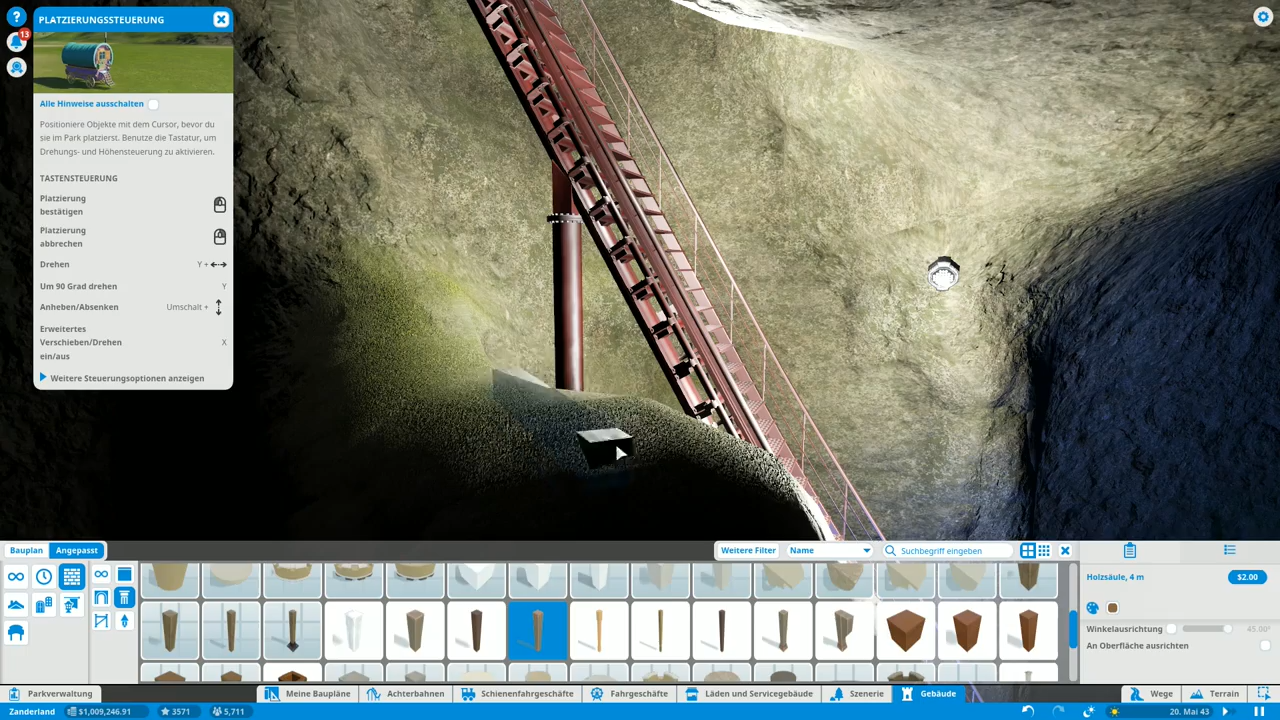 PLATZIERUNGSSTEUERUNG
13
Alle Hinweise ausschalten
Positioniere Objekte mit dem Cursor, bevor du
sie im Park platzierst. Benutze die Tastatur, um
Drehungs- und Höhensteuerung zu aktivieren.
TASTENSTEUERUNG
Platzierung
bestätigen
Platzierung
abbrechen
Drehen Y +
Um 90 Grad drehen Y
Anheben/Absenken Umschalt +
Erweitertes
Verschieben/Drehen X
ein/aus
Weitere Steuerungsoptionen anzeigen
Bauplan Angepasst Weitere Filter Name Suchbegriff eingeben
Holzsäule, 4 m $2.00
Winkelausrichtung 45.00°
An Oberfläche ausrichten
Parkverwaltung Meine Baupläne Achterbahnen Schienenfahrgeschäfte Fahrgeschäfte Läden und Servicegebäude Szenerie Gebäude Wege Terrain
Zanderland $1,009,246.91 3571 5,711 20. Mai 43